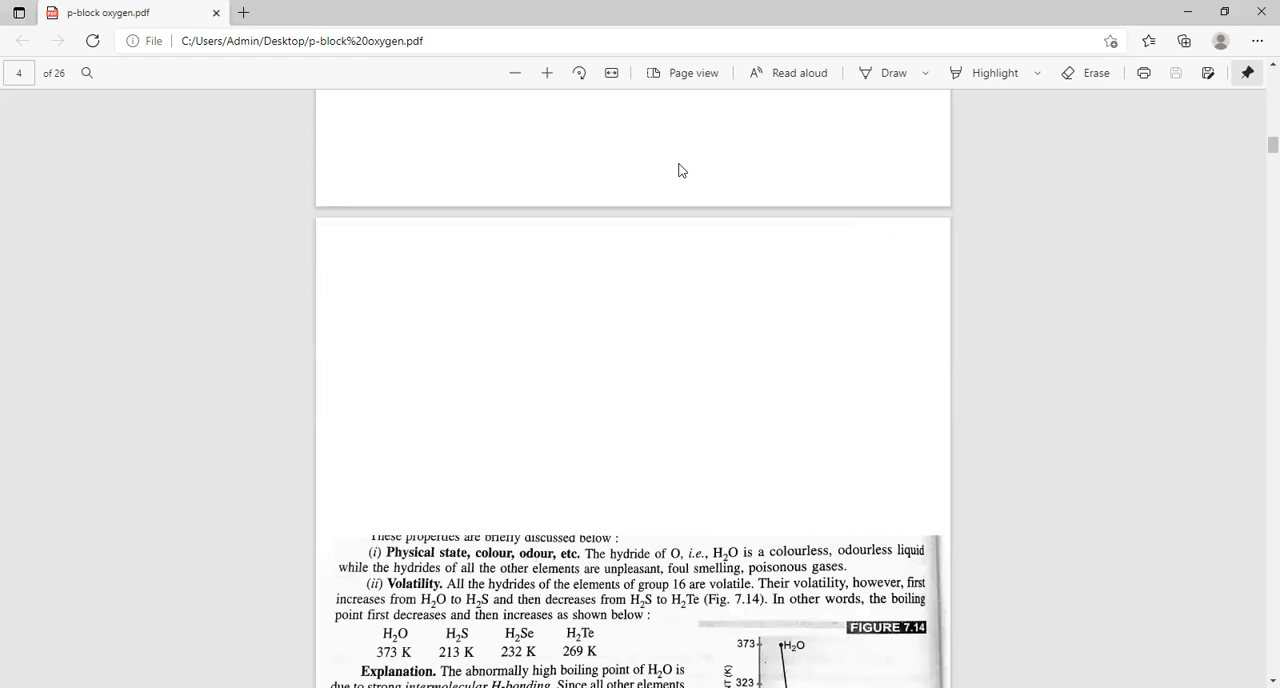 p-block oxygen.pdf
File C:/Users/Admin/Desktop/p-block%20oxygen.pdf
4 of 26 Page view Read aloud Draw Highlight Erase
These properties are briefly discussed below :
(i) Physical state, colour, odour, etc. The hydride of O, i.e., H₂O is a colourless, odourless liquid
while the hydrides of all the other elements are unpleasant, foul smelling, poisonous gases.
(ii) Volatility. All the hydrides of the elements of group 16 are volatile. Their volatility, however, first
increases from H₂O to H₂S and then decreases from H₂S to H₂Te (Fig. 7.14). In other words, the boiling
point first decreases and then increases as shown below :
FIGURE 7.14
H₂O H₂S H₂Se H₂Te
373 K 213 K 232 K 269 K
373 H₂O
Explanation. The abnormally high boiling point of H₂O is
due to strong intermolecular H-bonding. Since all other elements
323
NT (K)